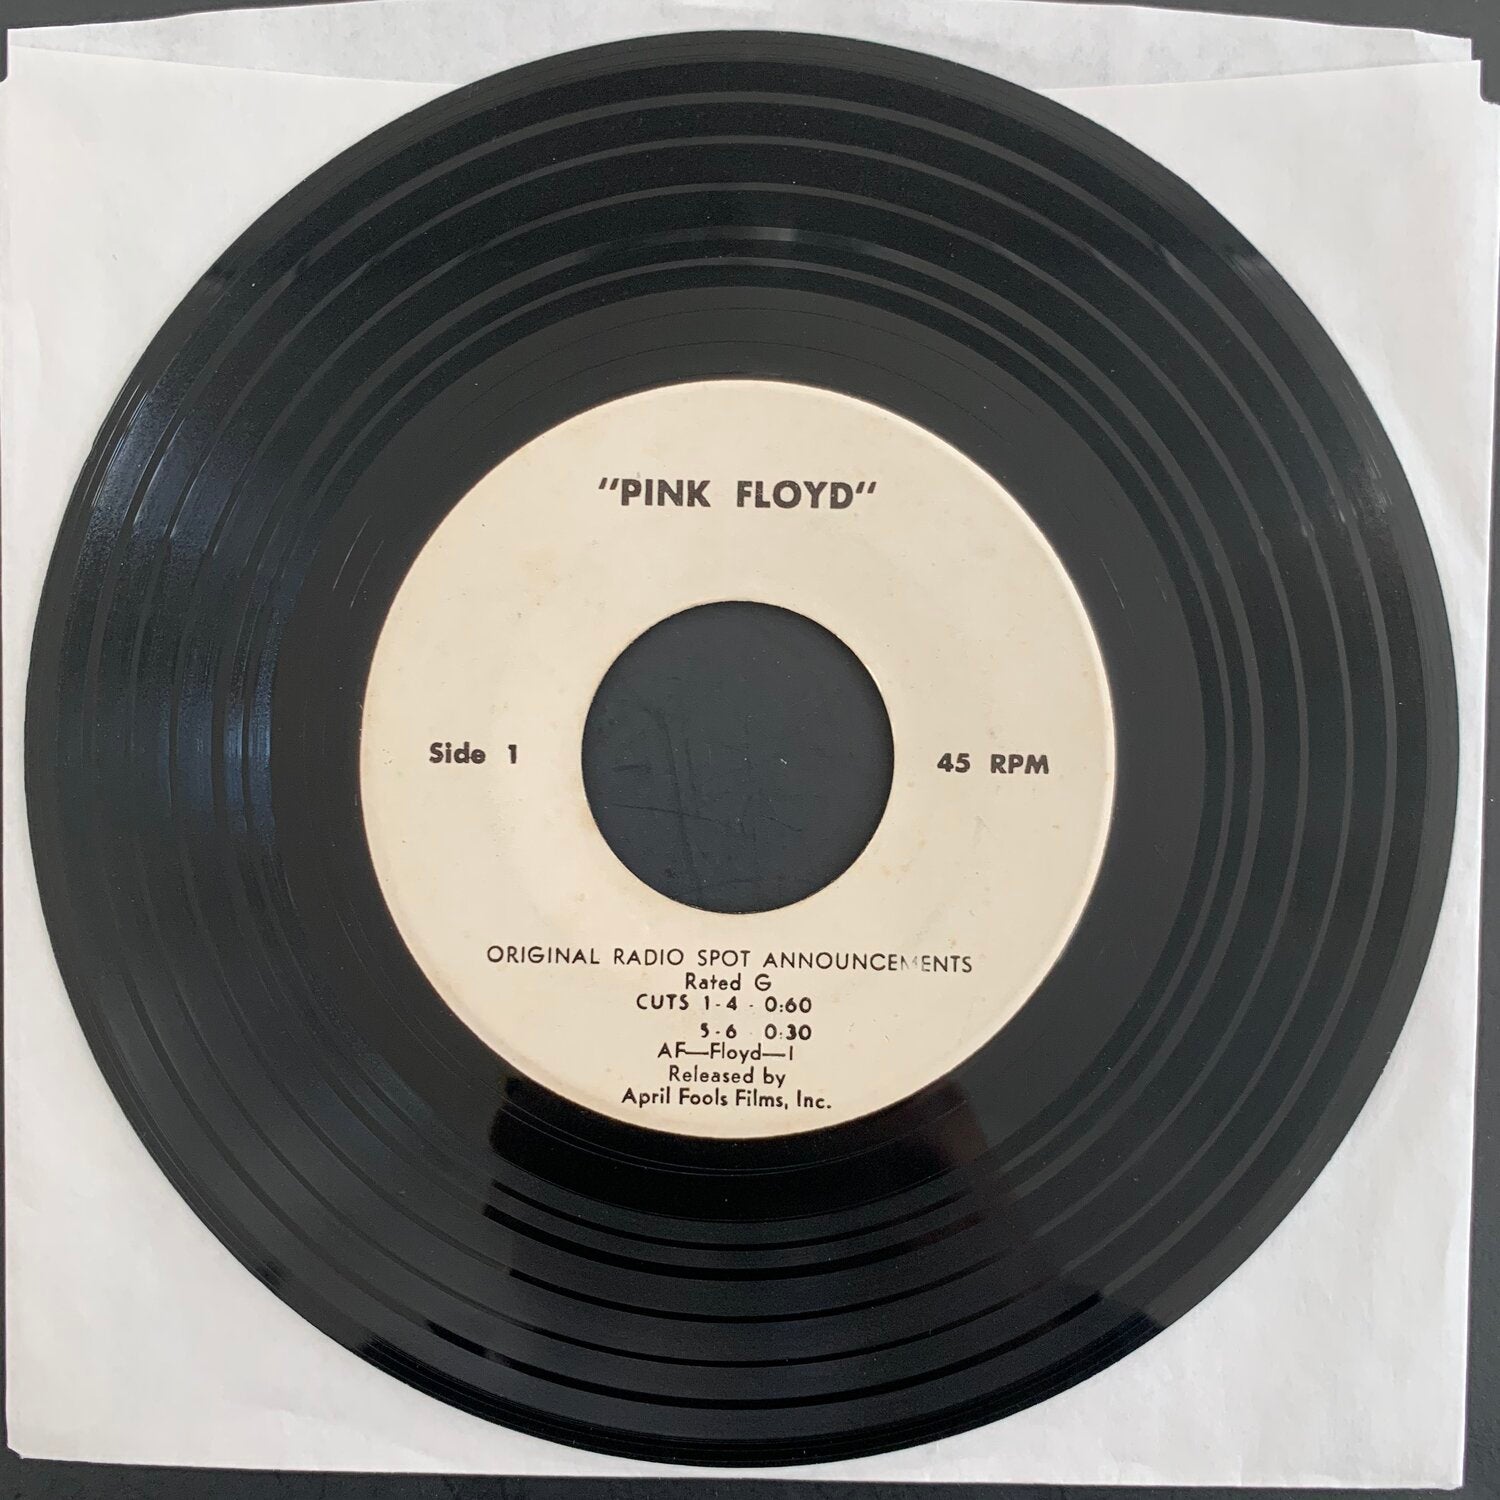 "PINK FLOYD"
Side 1
45 RPM
ORIGINAL RADIO SPOT ANNOUNCEMENTS
Rated G
CUTS 1-4 - 0:60
5-6 0:30
AF—Floyd—1
Released by
April Fools Films, Inc.